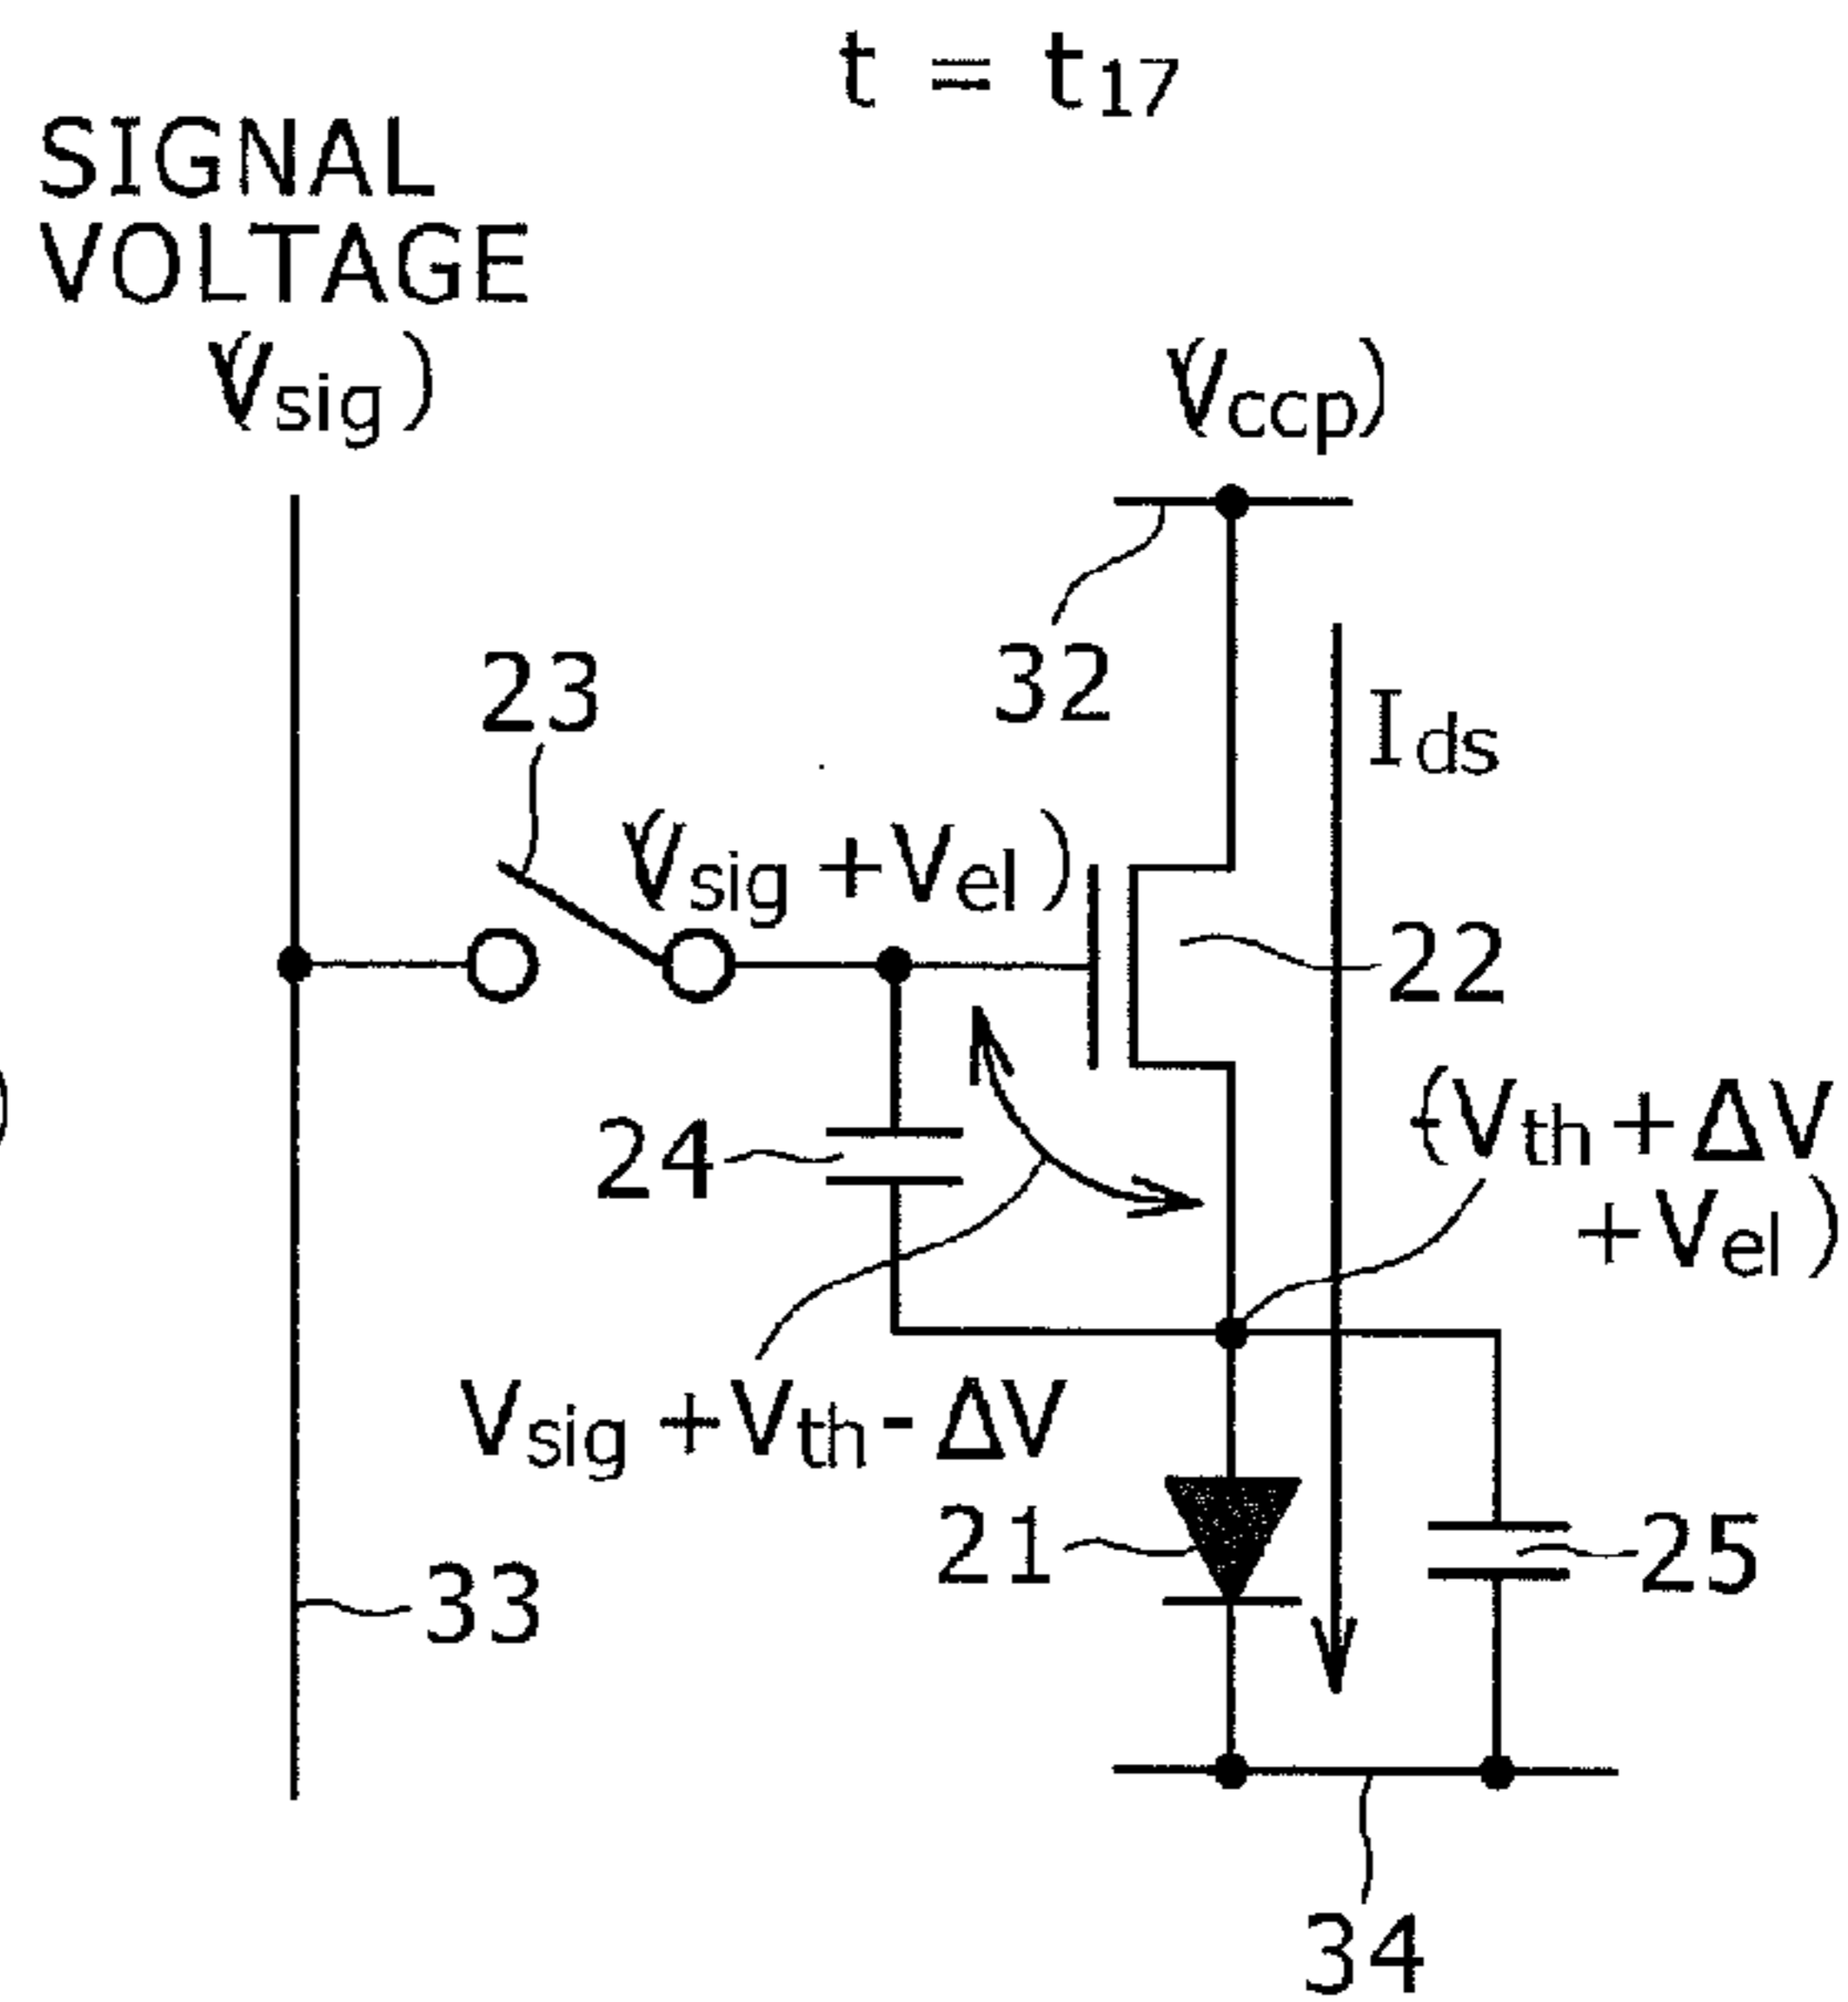 t = t17
SIGNAL
VOLTAGE
(Vsig)
(Vccp)
32
23
Ids
(Vsig+Vel)
22
24
(-Vth+ΔV
+Vel)
Vsig+Vth-ΔV
21
25
33
34
)